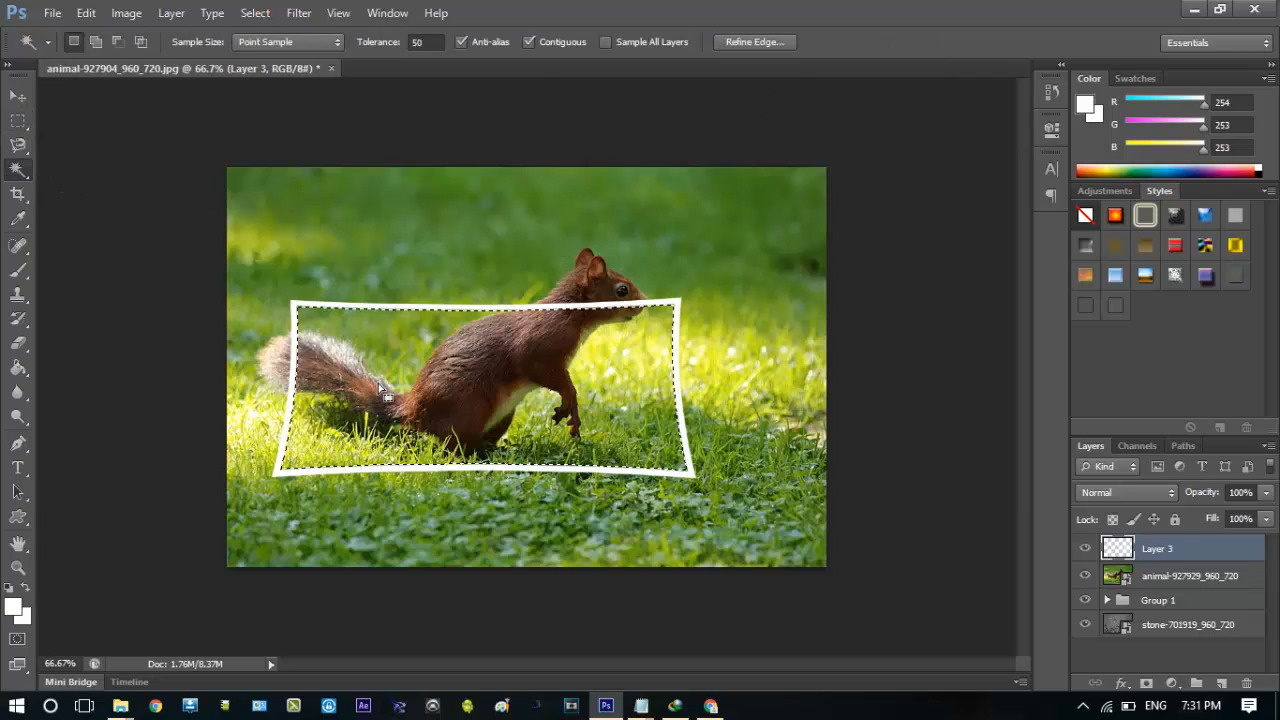 Ps File Edit Image Layer Type Select Filter View Window Help
Sample Size: Point Sample Tolerance: 50 Anti-alias Contiguous Sample All Layers Refine Edge... Essentials
animal-927904_960_720.jpg @ 66.7% (Layer 3, RGB/8#) * ×
Color Swatches
R 254
G 253
B 253
Adjustments Styles
Layers Channels Paths
Kind
Normal Opacity: 100%
Lock: Fill: 100%
Layer 3
animal-927929_960_720
Group 1
stone-701919_960_720
66.67% Doc: 1.76M/8.37M
Mini Bridge Timeline
Ae Ps ENG 7:31 PM